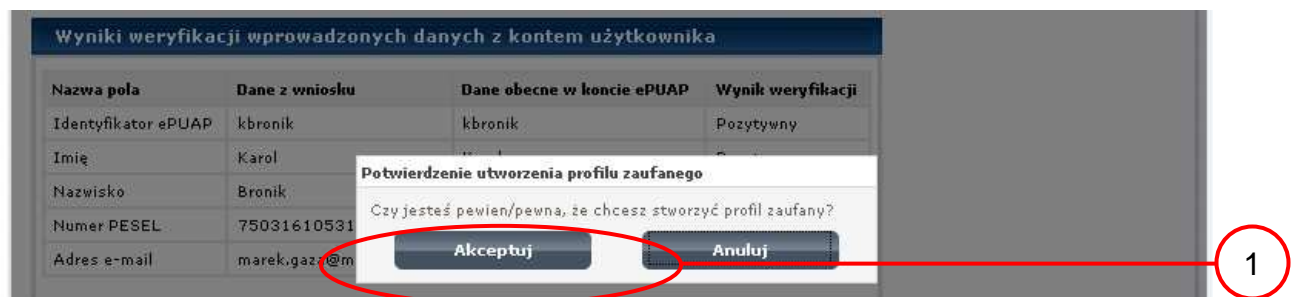 Wyniki weryfikacji wprowadzonych danych z kontem użytkownika
Nazwa pola Dane z wniosku Dane obecne w koncie ePUAP Wynik weryfikacji
Identyfikator ePUAP kbronik kbronik Pozytywny
Imię Karol
Nazwisko Bronik
Numer PESEL 75031610531
Adres e-mail marek.gaza@m
Potwierdzenie utworzenia profilu zaufanego
Czy jesteś pewien/pewna, że chcesz stworzyć profil zaufany?
Akceptuj Anuluj
1